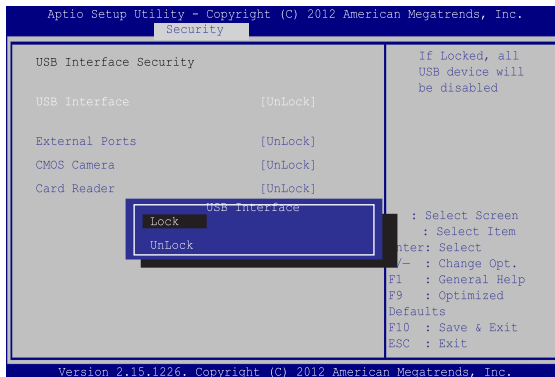 Aptio Setup Utility - Copyright (C) 2012 American Megatrends, Inc.
Security
USB Interface Security
USB Interface [UnLock]
External Ports [UnLock]
CMOS Camera [UnLock]
Card Reader [UnLock]
USB Interface
Lock
UnLock
If Locked, all
USB device will
be disabled
: Select Screen
: Select Item
nter: Select
/— : Change Opt.
F1 : General Help
F9 : Optimized
Defaults
F10 : Save & Exit
ESC : Exit
Version 2.15.1226. Copyright (C) 2012 American Megatrends, Inc.